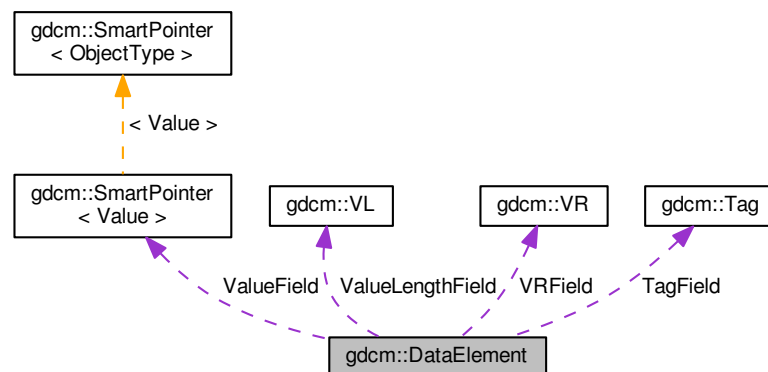 gdcm::SmartPointer
< ObjectType >
< Value >
gdcm::SmartPointer
< Value >
gdcm::VL
gdcm::VR
gdcm::Tag
ValueField
ValueLengthField
VRField
TagField
gdcm::DataElement